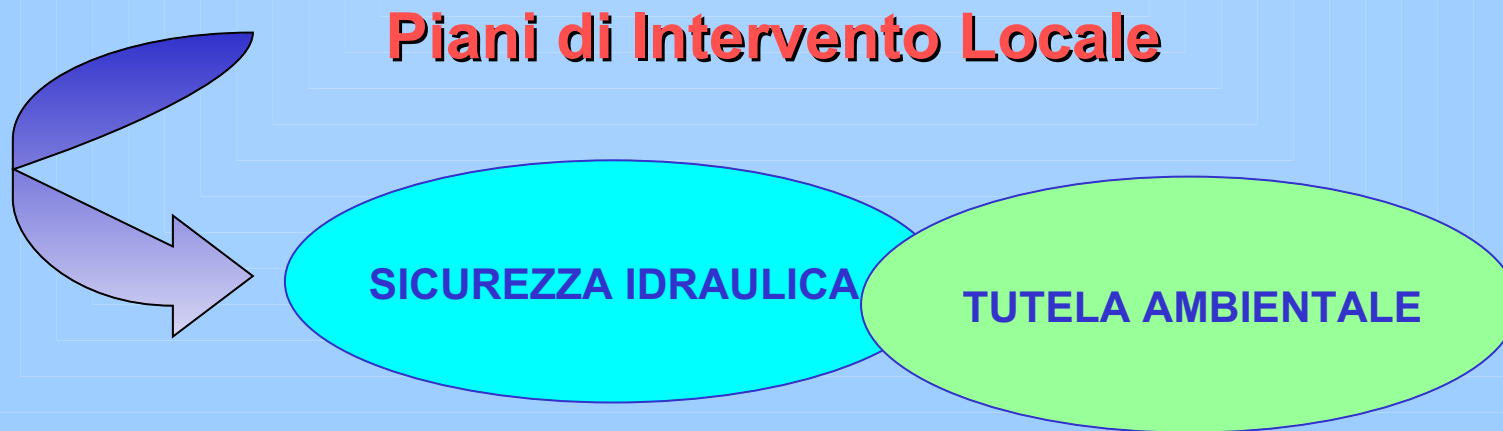 Piani di Intervento Locale
SICUREZZA IDRAULICA
TUTELA AMBIENTALE